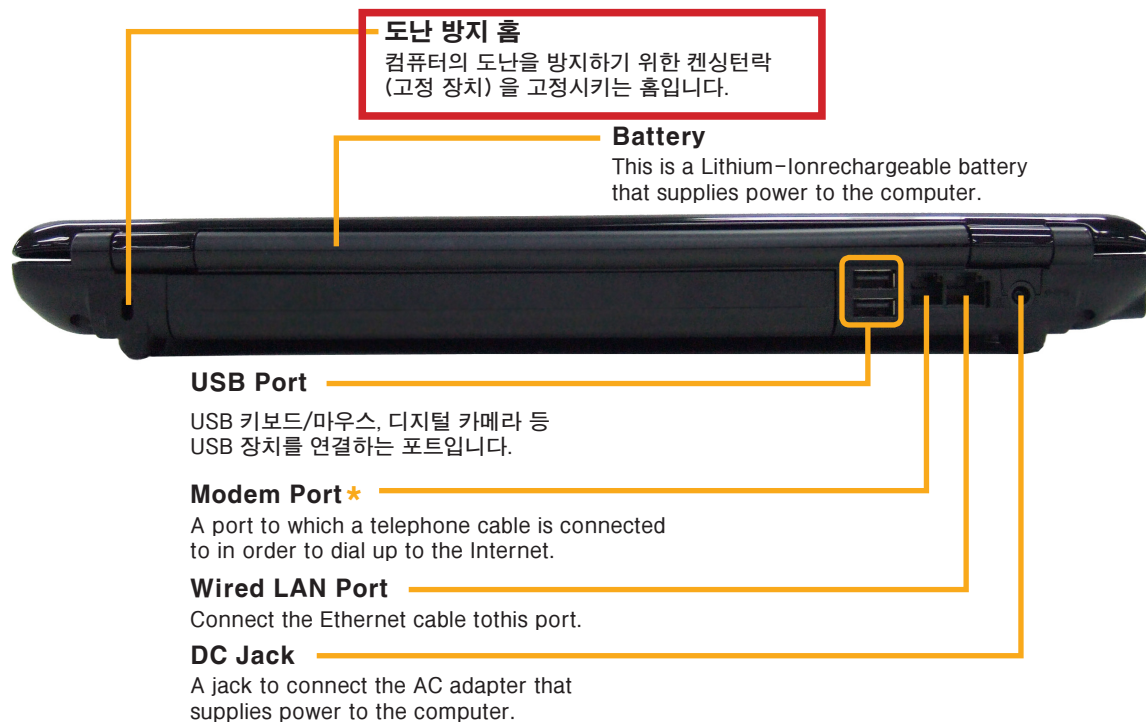 도난 방지 홈
컴퓨터의 도난을 방지하기 위한 켄싱턴락
(고정 장치) 을 고정시키는 홈입니다.
Battery
This is a Lithium-Ionrechargeable battery
that supplies power to the computer.
USB Port
USB 키보드/마우스, 디지털 카메라 등
USB 장치를 연결하는 포트입니다.
Modem Port*
A port to which a telephone cable is connected
to in order to dial up to the Internet.
Wired LAN Port
Connect the Ethernet cable tothis port.
DC Jack
A jack to connect the AC adapter that
supplies power to the computer.